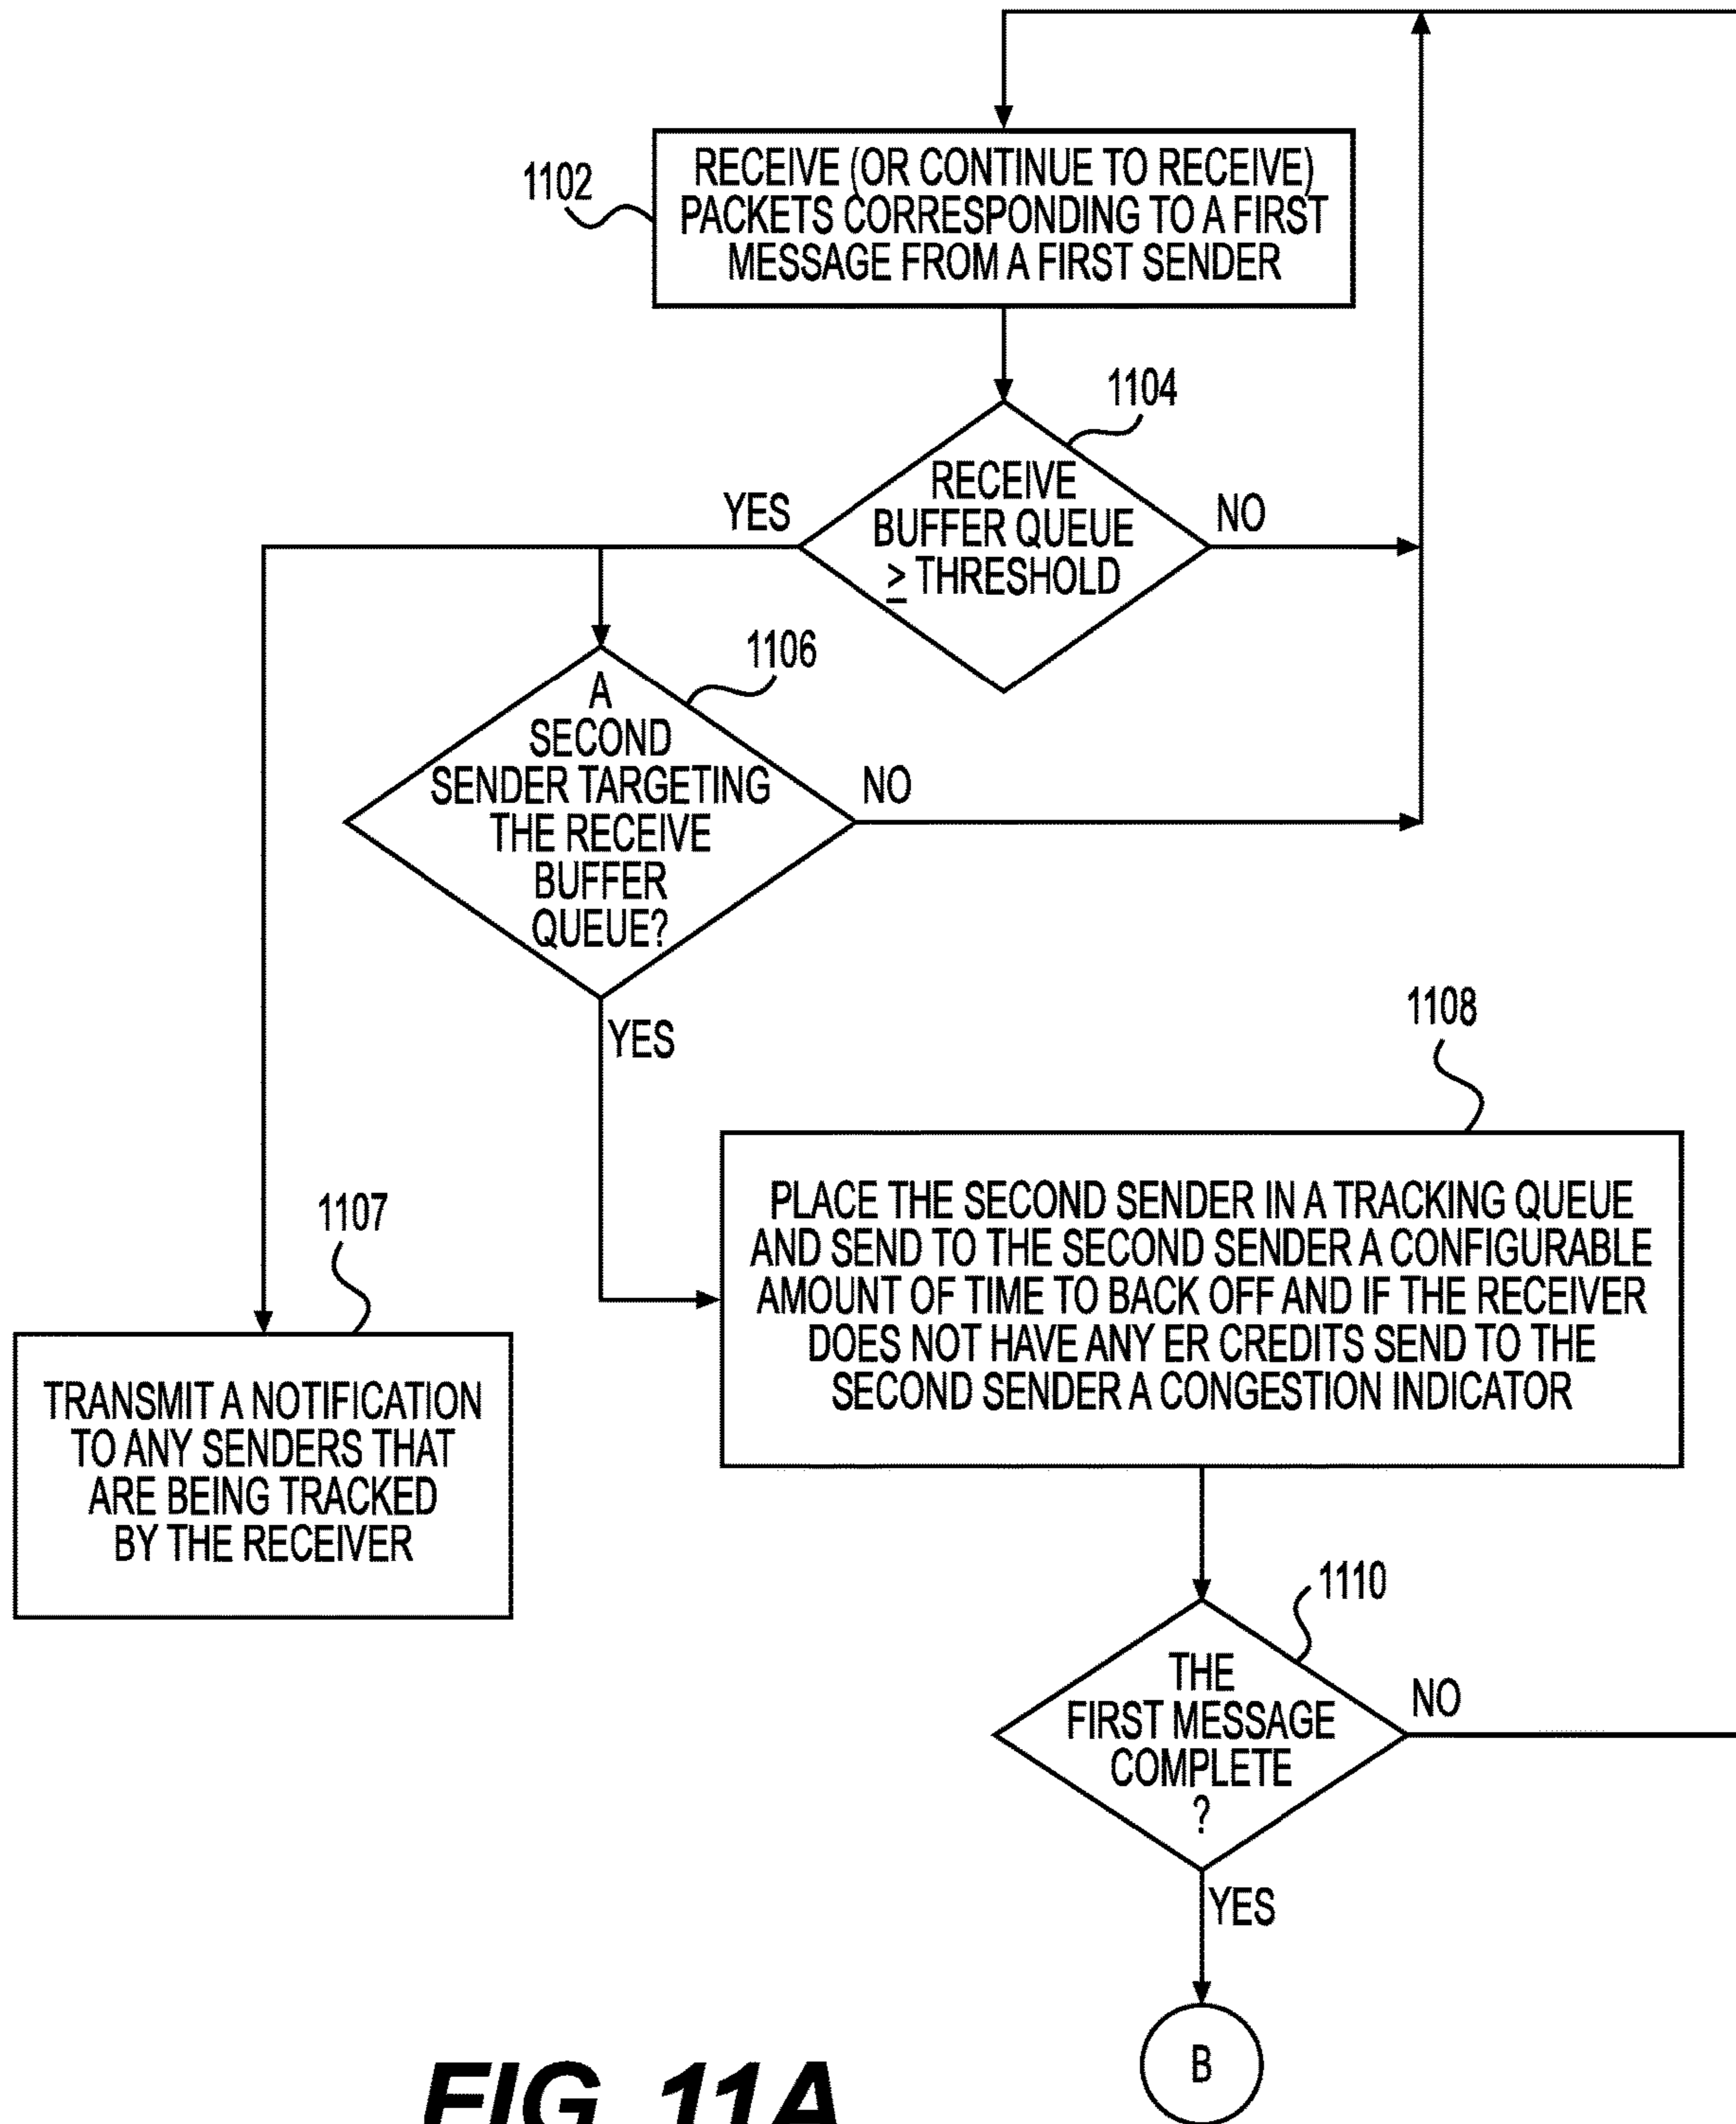 1102
RECEIVE (OR CONTINUE TO RECEIVE)
PACKETS CORRESPONDING TO A FIRST
MESSAGE FROM A FIRST SENDER
1104
RECEIVE
BUFFER QUEUE
≥ THRESHOLD
YES
NO
1106
A
SECOND
SENDER TARGETING
THE RECEIVE
BUFFER
QUEUE?
NO
YES
1107
TRANSMIT A NOTIFICATION
TO ANY SENDERS THAT
ARE BEING TRACKED
BY THE RECEIVER
1108
PLACE THE SECOND SENDER IN A TRACKING QUEUE
AND SEND TO THE SECOND SENDER A CONFIGURABLE
AMOUNT OF TIME TO BACK OFF AND IF THE RECEIVER
DOES NOT HAVE ANY ER CREDITS SEND TO THE
SECOND SENDER A CONGESTION INDICATOR
1110
THE
FIRST MESSAGE
COMPLETE
?
NO
YES
B
FIG. 11A